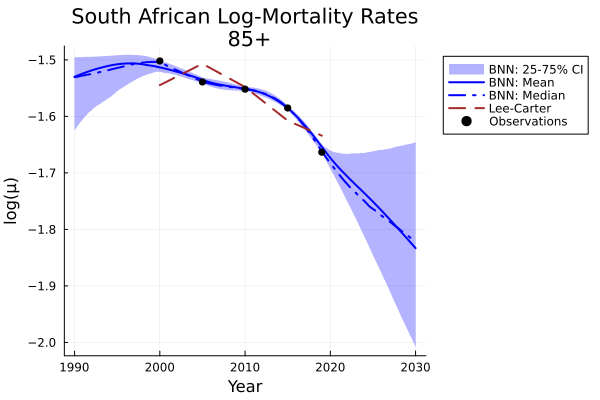 South African Log-Mortality Rates
85+
BNN: 25-75% CI
BNN: Mean
BNN: Median
Lee-Carter
Observations
log(μ)
−1.5
−1.6
−1.7
−1.8
−1.9
−2.0
1990 2000 2010 2020 2030
Year